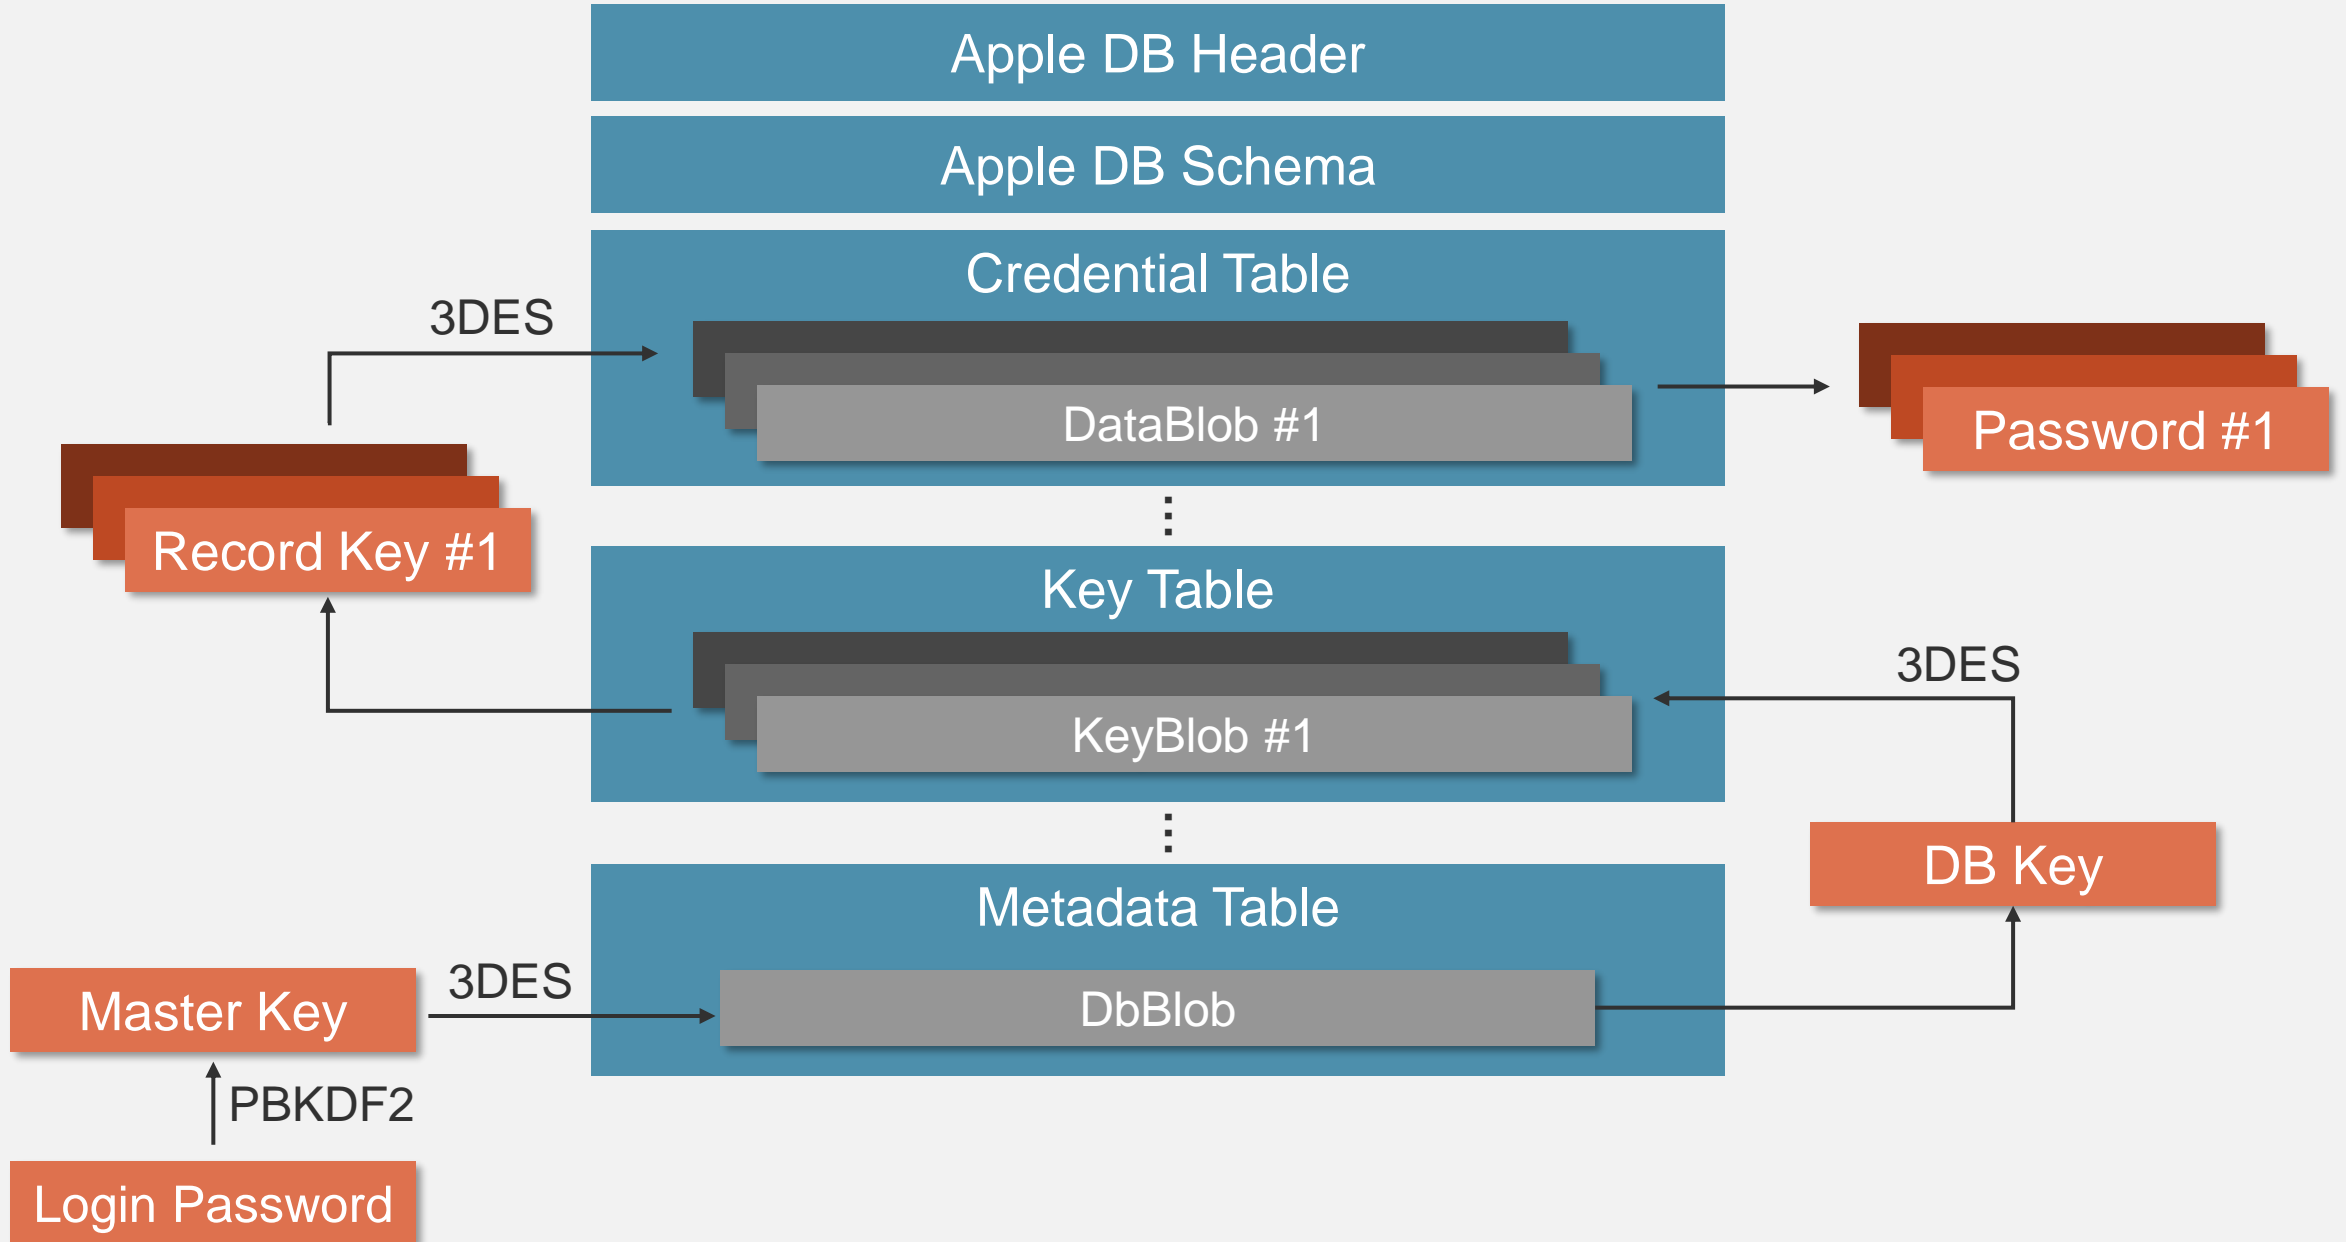 Apple DB Header
Apple DB Schema
Credential Table
3DES
DataBlob #1
Password #1
Record Key #1
Key Table
3DES
KeyBlob #1
DB Key
Metadata Table
Master Key
3DES
DbBlob
PBKDF2
Login Password